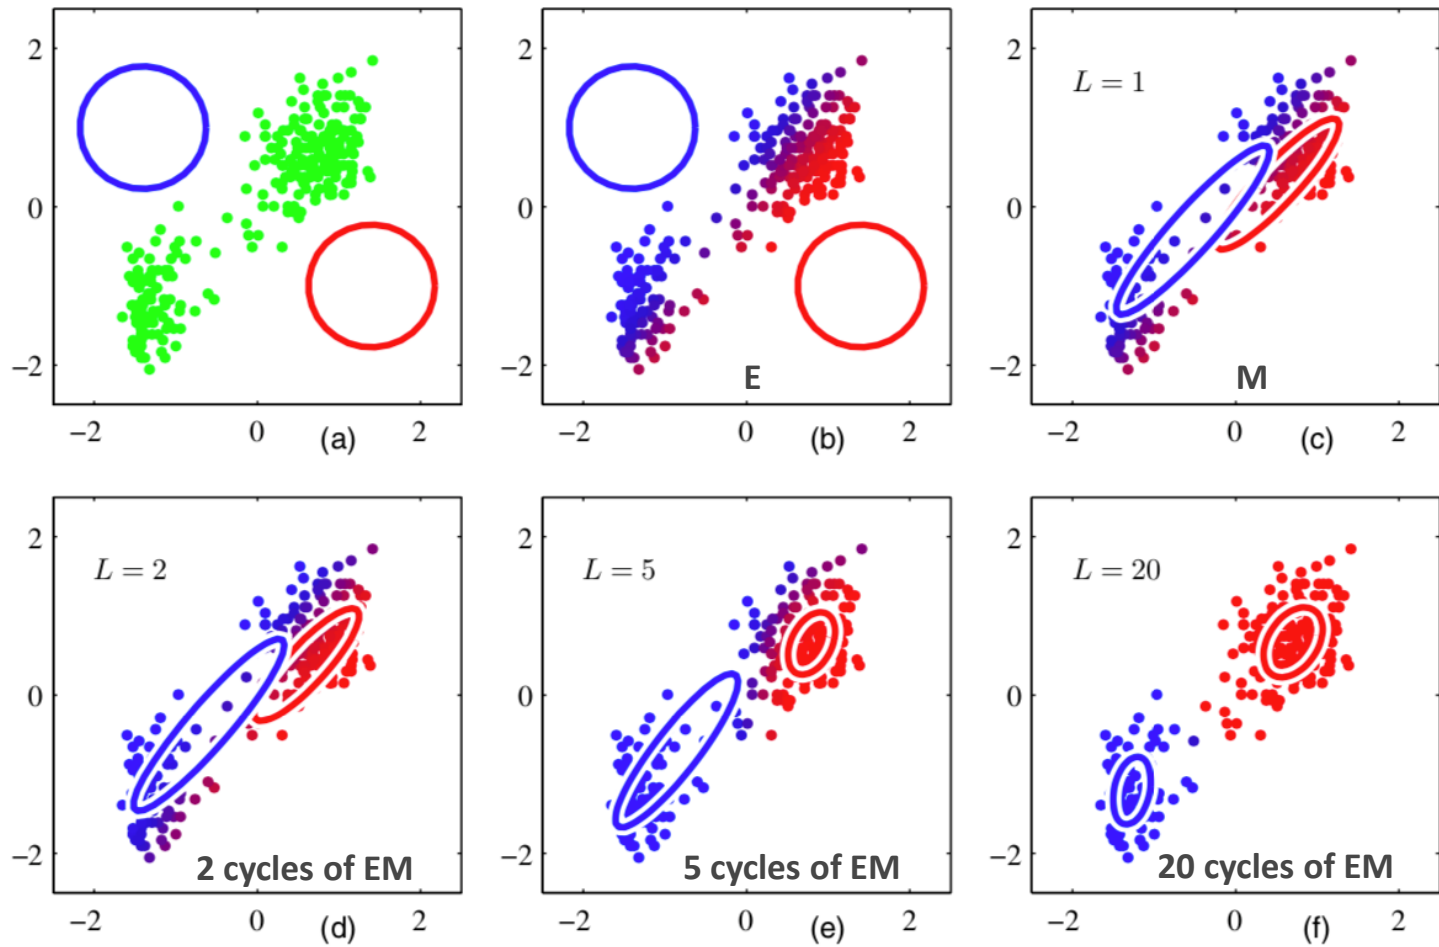 2
0
−2
−2 0 (a) 2
2
0
−2
E
−2 0 (b) 2
L = 1
2
0
−2
M
−2 0 (c) 2
L = 2
2
0
−2
2 cycles of EM
−2 0 (d) 2
L = 5
2
0
−2
5 cycles of EM
−2 0 (e) 2
L = 20
2
0
−2
20 cycles of EM
−2 0 (f) 2